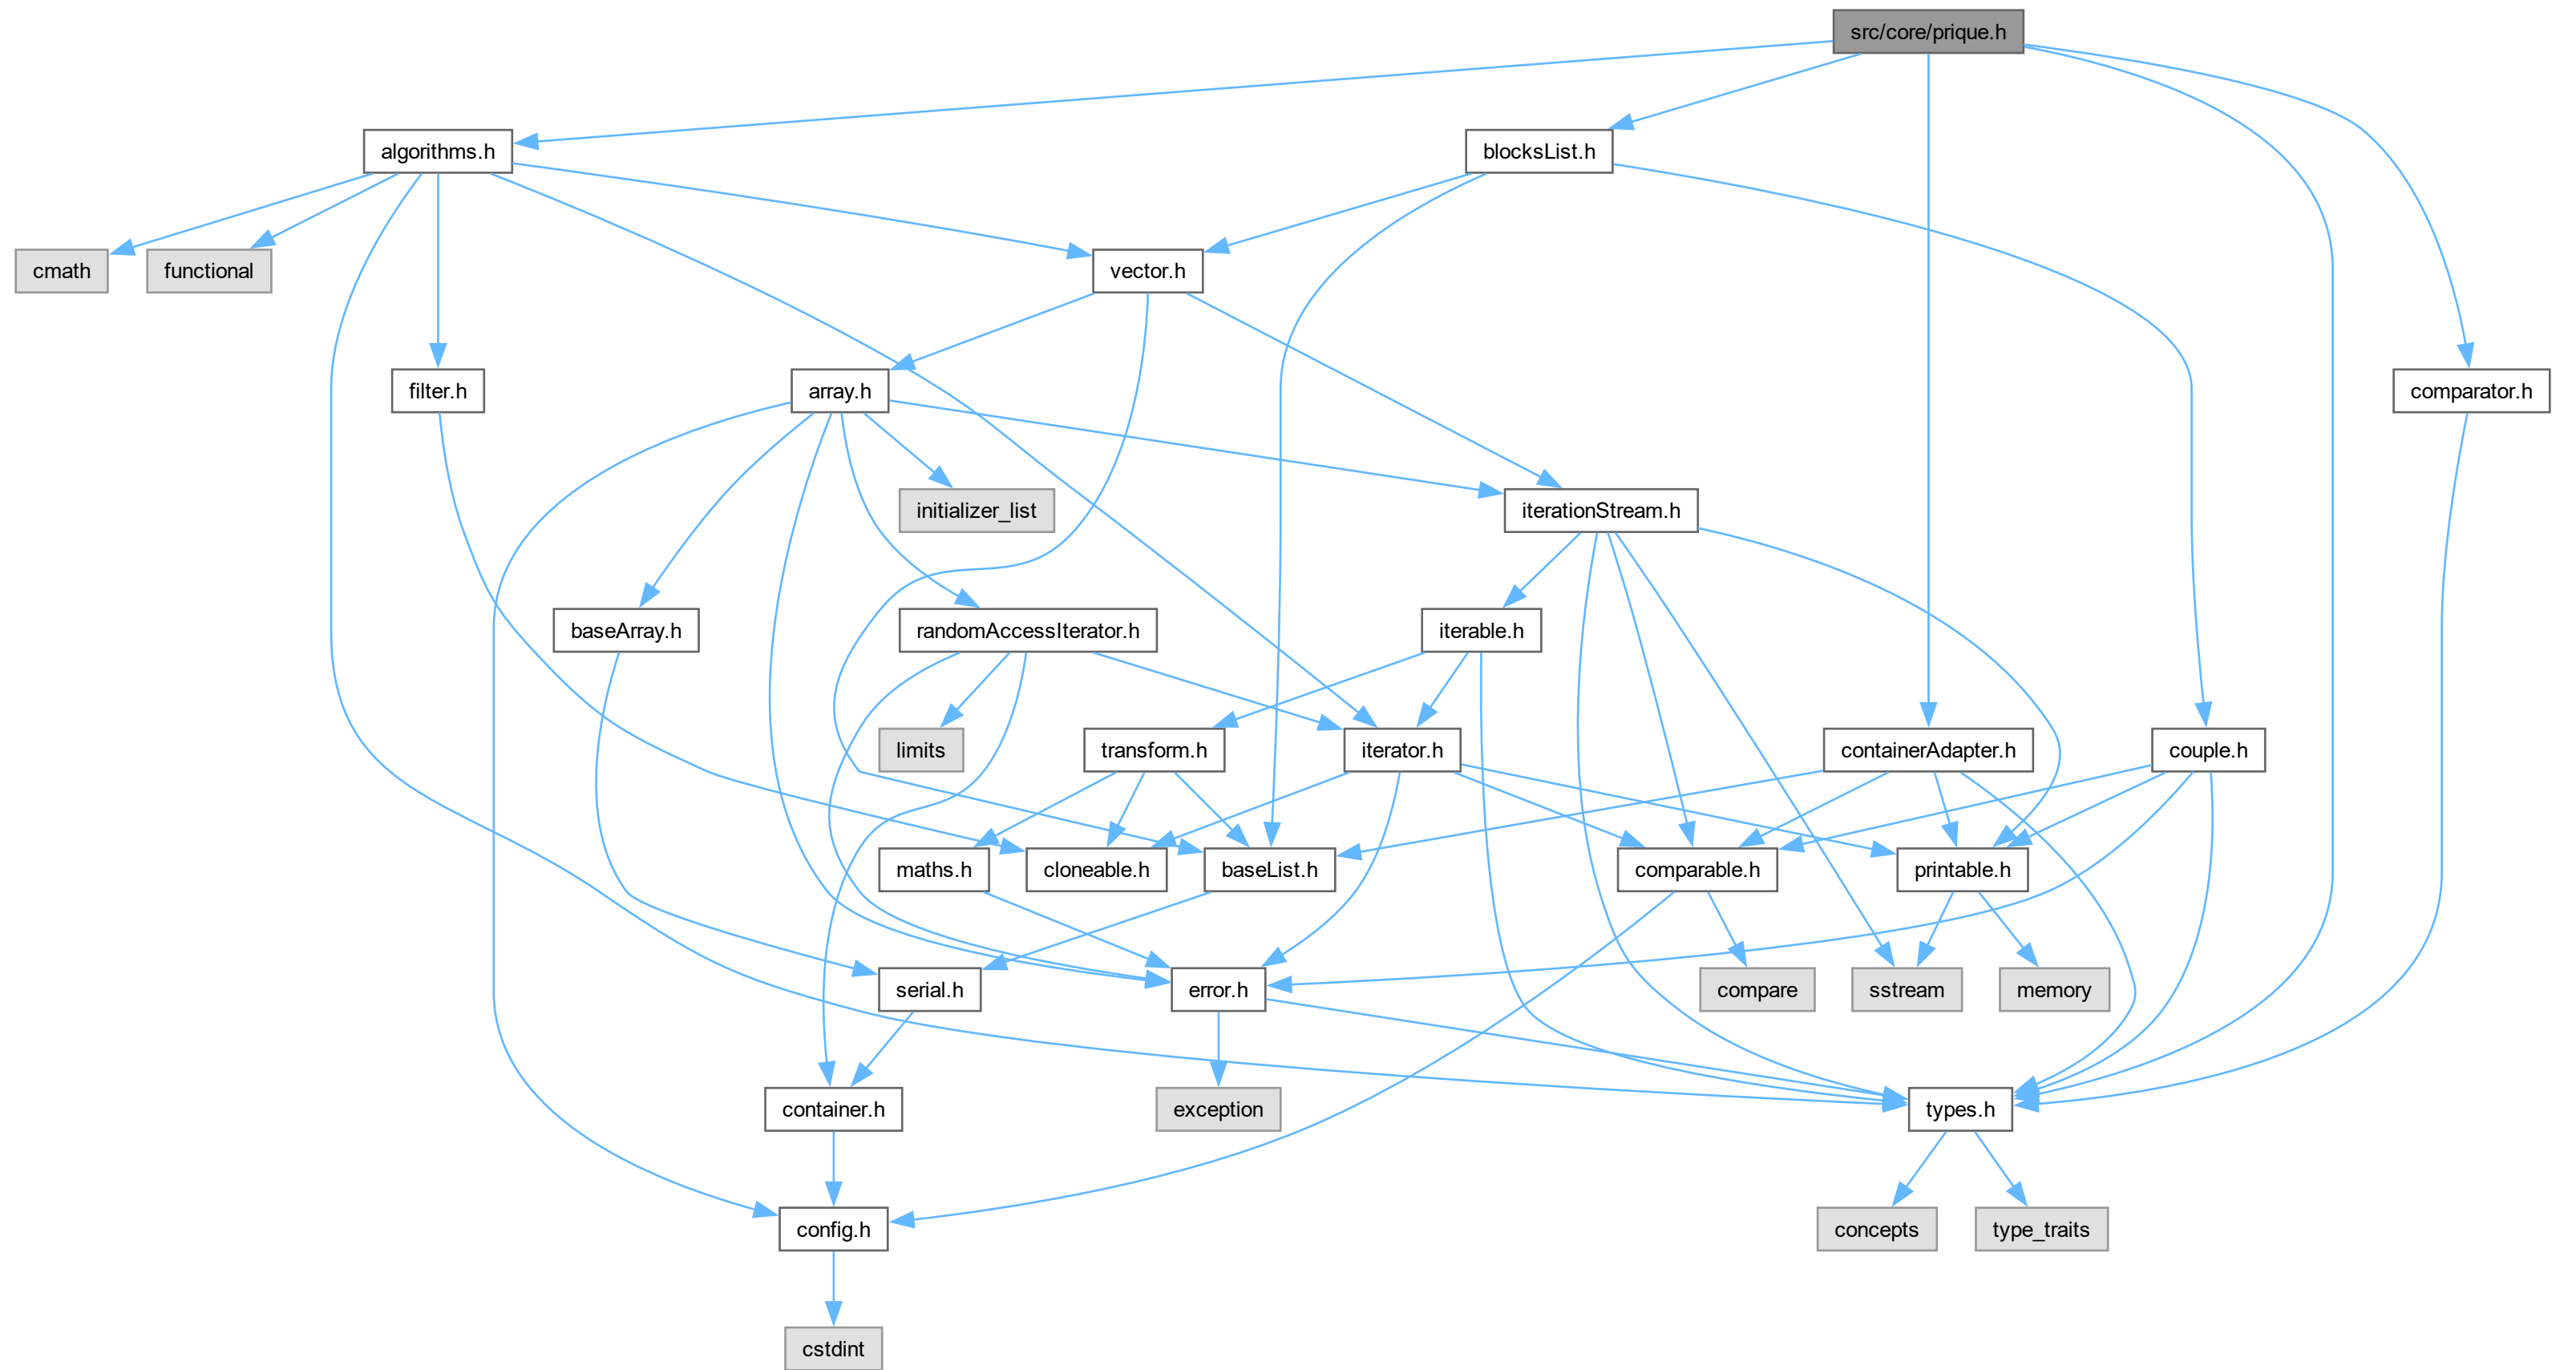 src/core/prique.h
algorithms.h
blocksList.h
cmath
functional
vector.h
filter.h
array.h
comparator.h
initializer_list
iterationStream.h
baseArray.h
randomAccessIterator.h
iterable.h
limits
transform.h
iterator.h
containerAdapter.h
couple.h
maths.h
cloneable.h
baseList.h
comparable.h
printable.h
serial.h
error.h
compare
sstream
memory
container.h
exception
types.h
config.h
concepts
type_traits
cstdint